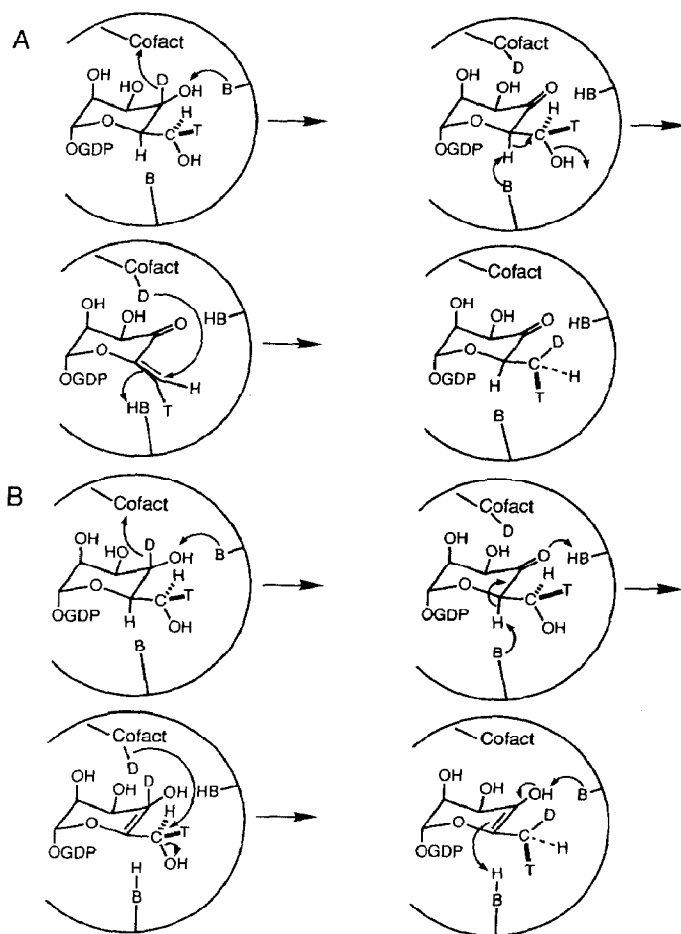 A
Cofact
OH HO D OH B
H
O C T
H OH
OGDP
B
Cofact
D
OH OH O HB
H
O C T
H OH
OGDP
B
Cofact
D
OH OH O HB
O
H
OGDP HB T
Cofact
OH OH O HB
D
O C
H H
OGDP T
B
B
Cofact
OH HO D OH B
H
O C T
H OH
OGDP
B
Cofact
D
OH OH O HB
H
O C T
H OH
OGDP
B
Cofact
D
OH OH D OH HB
H
O C T
OGDP OH
H
B
Cofact
OH OH OH B
D
O C
H
OGDP T
H
B